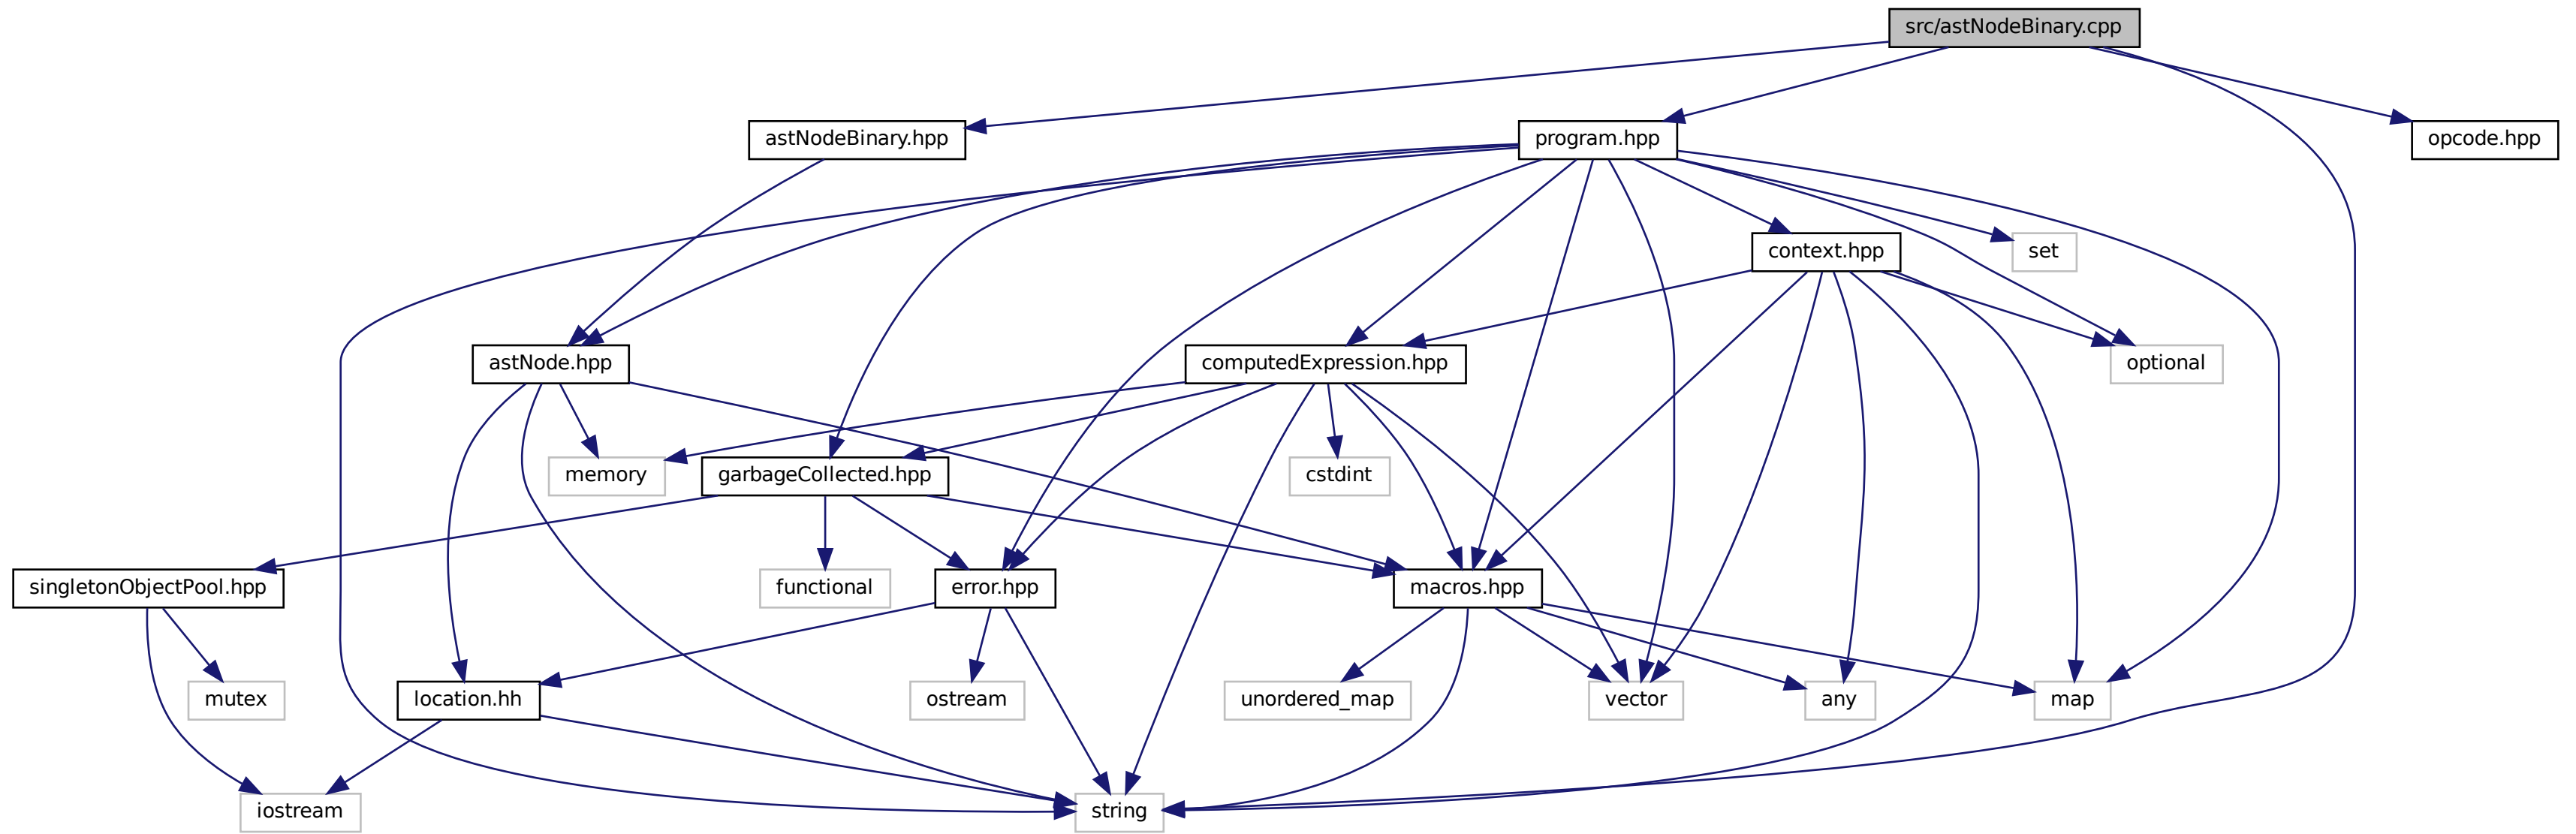 src/astNodeBinary.cpp
astNodeBinary.hpp
program.hpp
opcode.hpp
context.hpp
set
astNode.hpp
computedExpression.hpp
optional
memory
garbageCollected.hpp
cstdint
singletonObjectPool.hpp
functional
error.hpp
macros.hpp
mutex
location.hh
ostream
unordered_map
vector
any
map
iostream
string